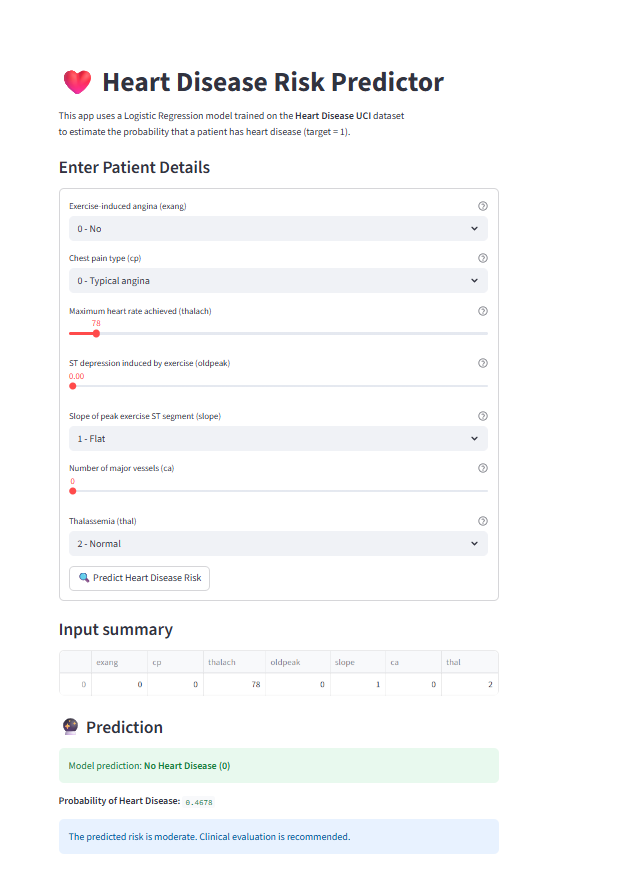 Heart Disease Risk Predictor
This app uses a Logistic Regression model trained on the Heart Disease UCI dataset
to estimate the probability that a patient has heart disease (target = 1).
Enter Patient Details
Exercise-induced angina (exang)
0 - No
Chest pain type (cp)
0 - Typical angina
Maximum heart rate achieved (thalach)
78
ST depression induced by exercise (oldpeak)
0.00
Slope of peak exercise ST segment (slope)
1 - Flat
Number of major vessels (ca)
0
Thalassemia (thal)
2 - Normal
Predict Heart Disease Risk
Input summary
exang cp thalach oldpeak slope ca thal
0 0 0 78 0 1 0 2
Prediction
Model prediction: No Heart Disease (0)
Probability of Heart Disease: 0.4678
The predicted risk is moderate. Clinical evaluation is recommended.